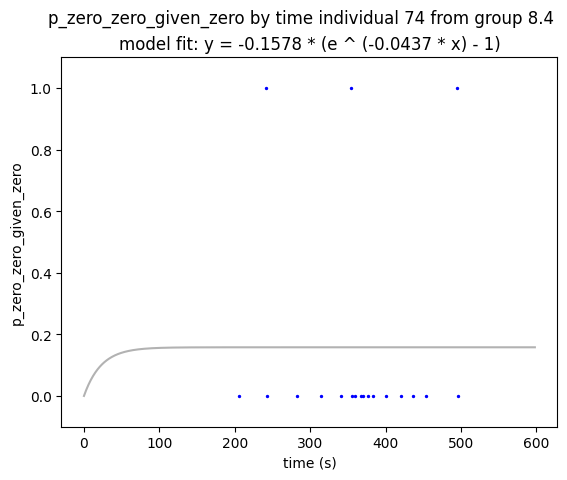 p_zero_zero_given_zero by time individual 74 from group 8.4
model fit: y = -0.1578 * (e ^ (-0.0437 * x) - 1)
1.0
0.8
0.6
0.4
0.2
0.0
p_zero_zero_given_zero
0 100 200 300 400 500 600
time (s)